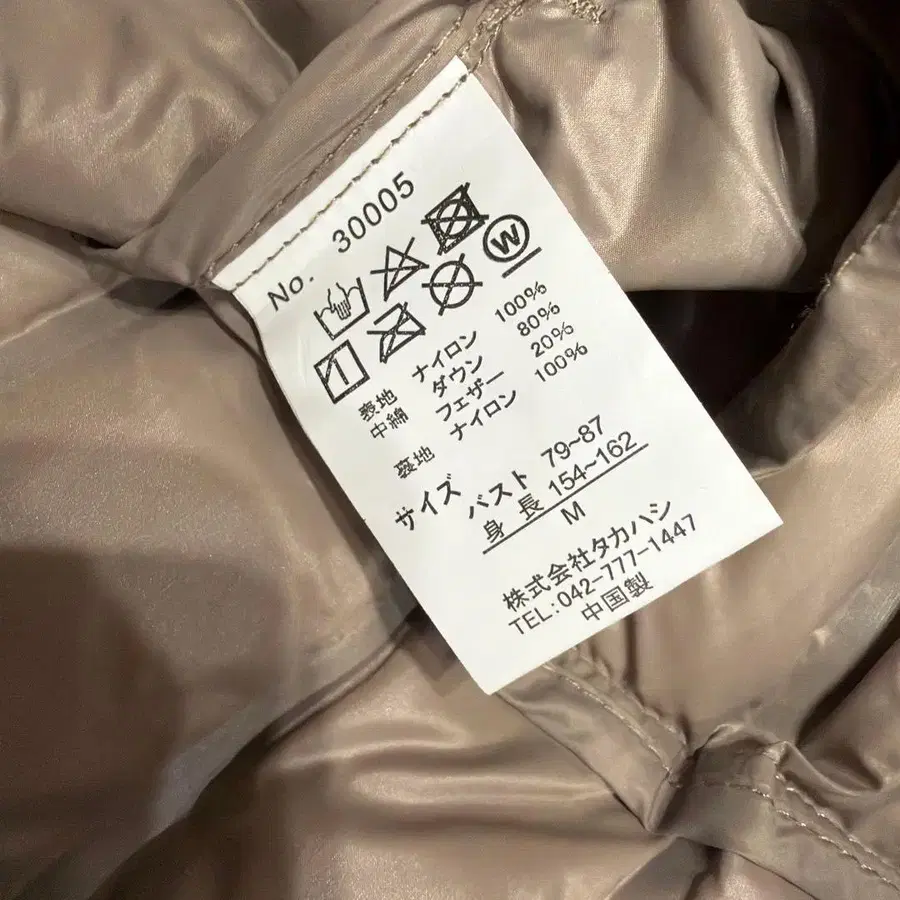 No. 30005
W
表地 ナイロン 100%
中綿 ダウン 80%
フェザー 20%
裏地 ナイロン 100%
サイズ バスト 79~87
身長 154~162
M
株式会社タカハシ
TEL:042-777-1447
中国製